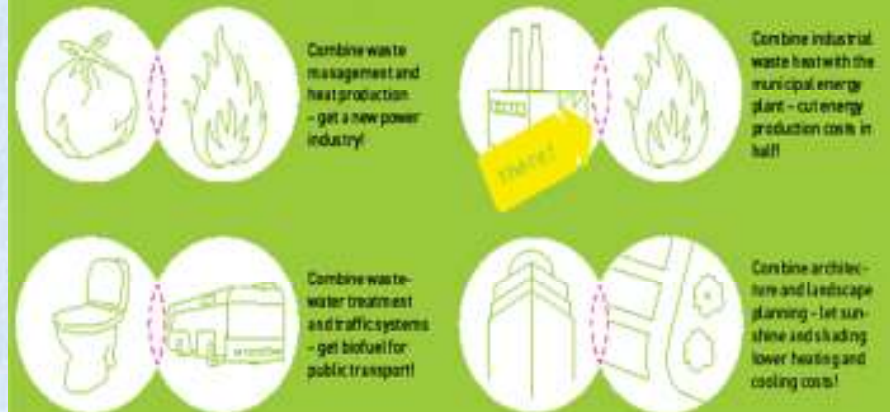 Combine waste
management and
heat production
– get a new power
industry!
Combine industrial
waste heat with the
municipal energy
plant – cut energy
production costs in
half!
Combine waste-
water treatment
and traffic systems
– get biofuel for
public transport!
Combine architec-
ture and landscape
planning – let sun-
shine and shading
lower heating and
cooling costs!